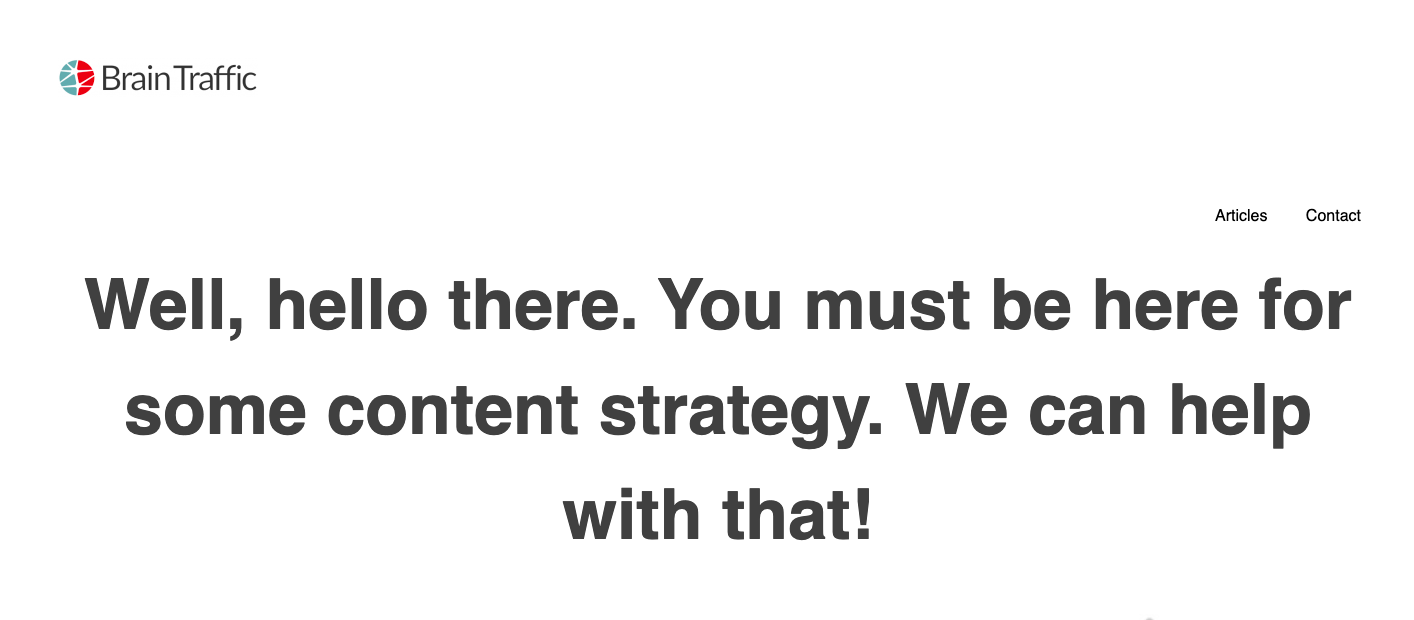 Brain Traffic
Articles Contact
Well, hello there. You must be here for
some content strategy. We can help
with that!